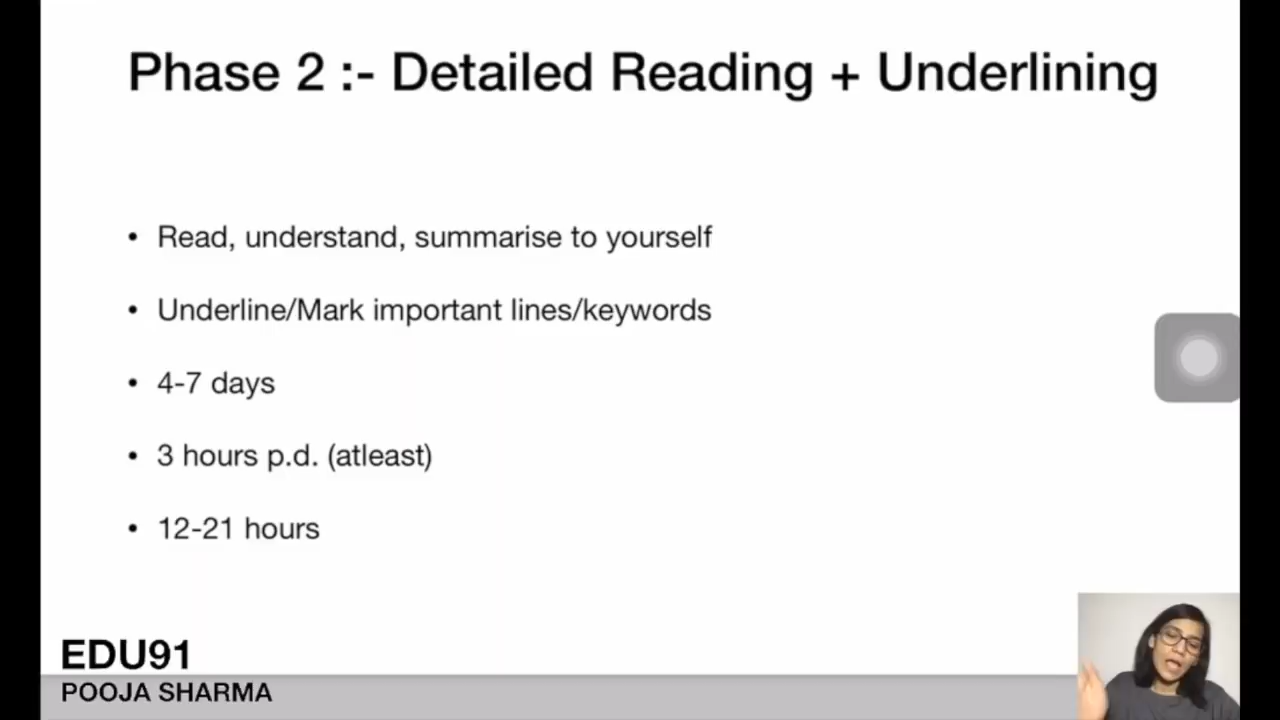 Phase 2 :- Detailed Reading + Underlining
• Read, understand, summarise to yourself
• Underline/Mark important lines/keywords
• 4-7 days
• 3 hours p.d. (atleast)
• 12-21 hours
EDU91
POOJA SHARMA